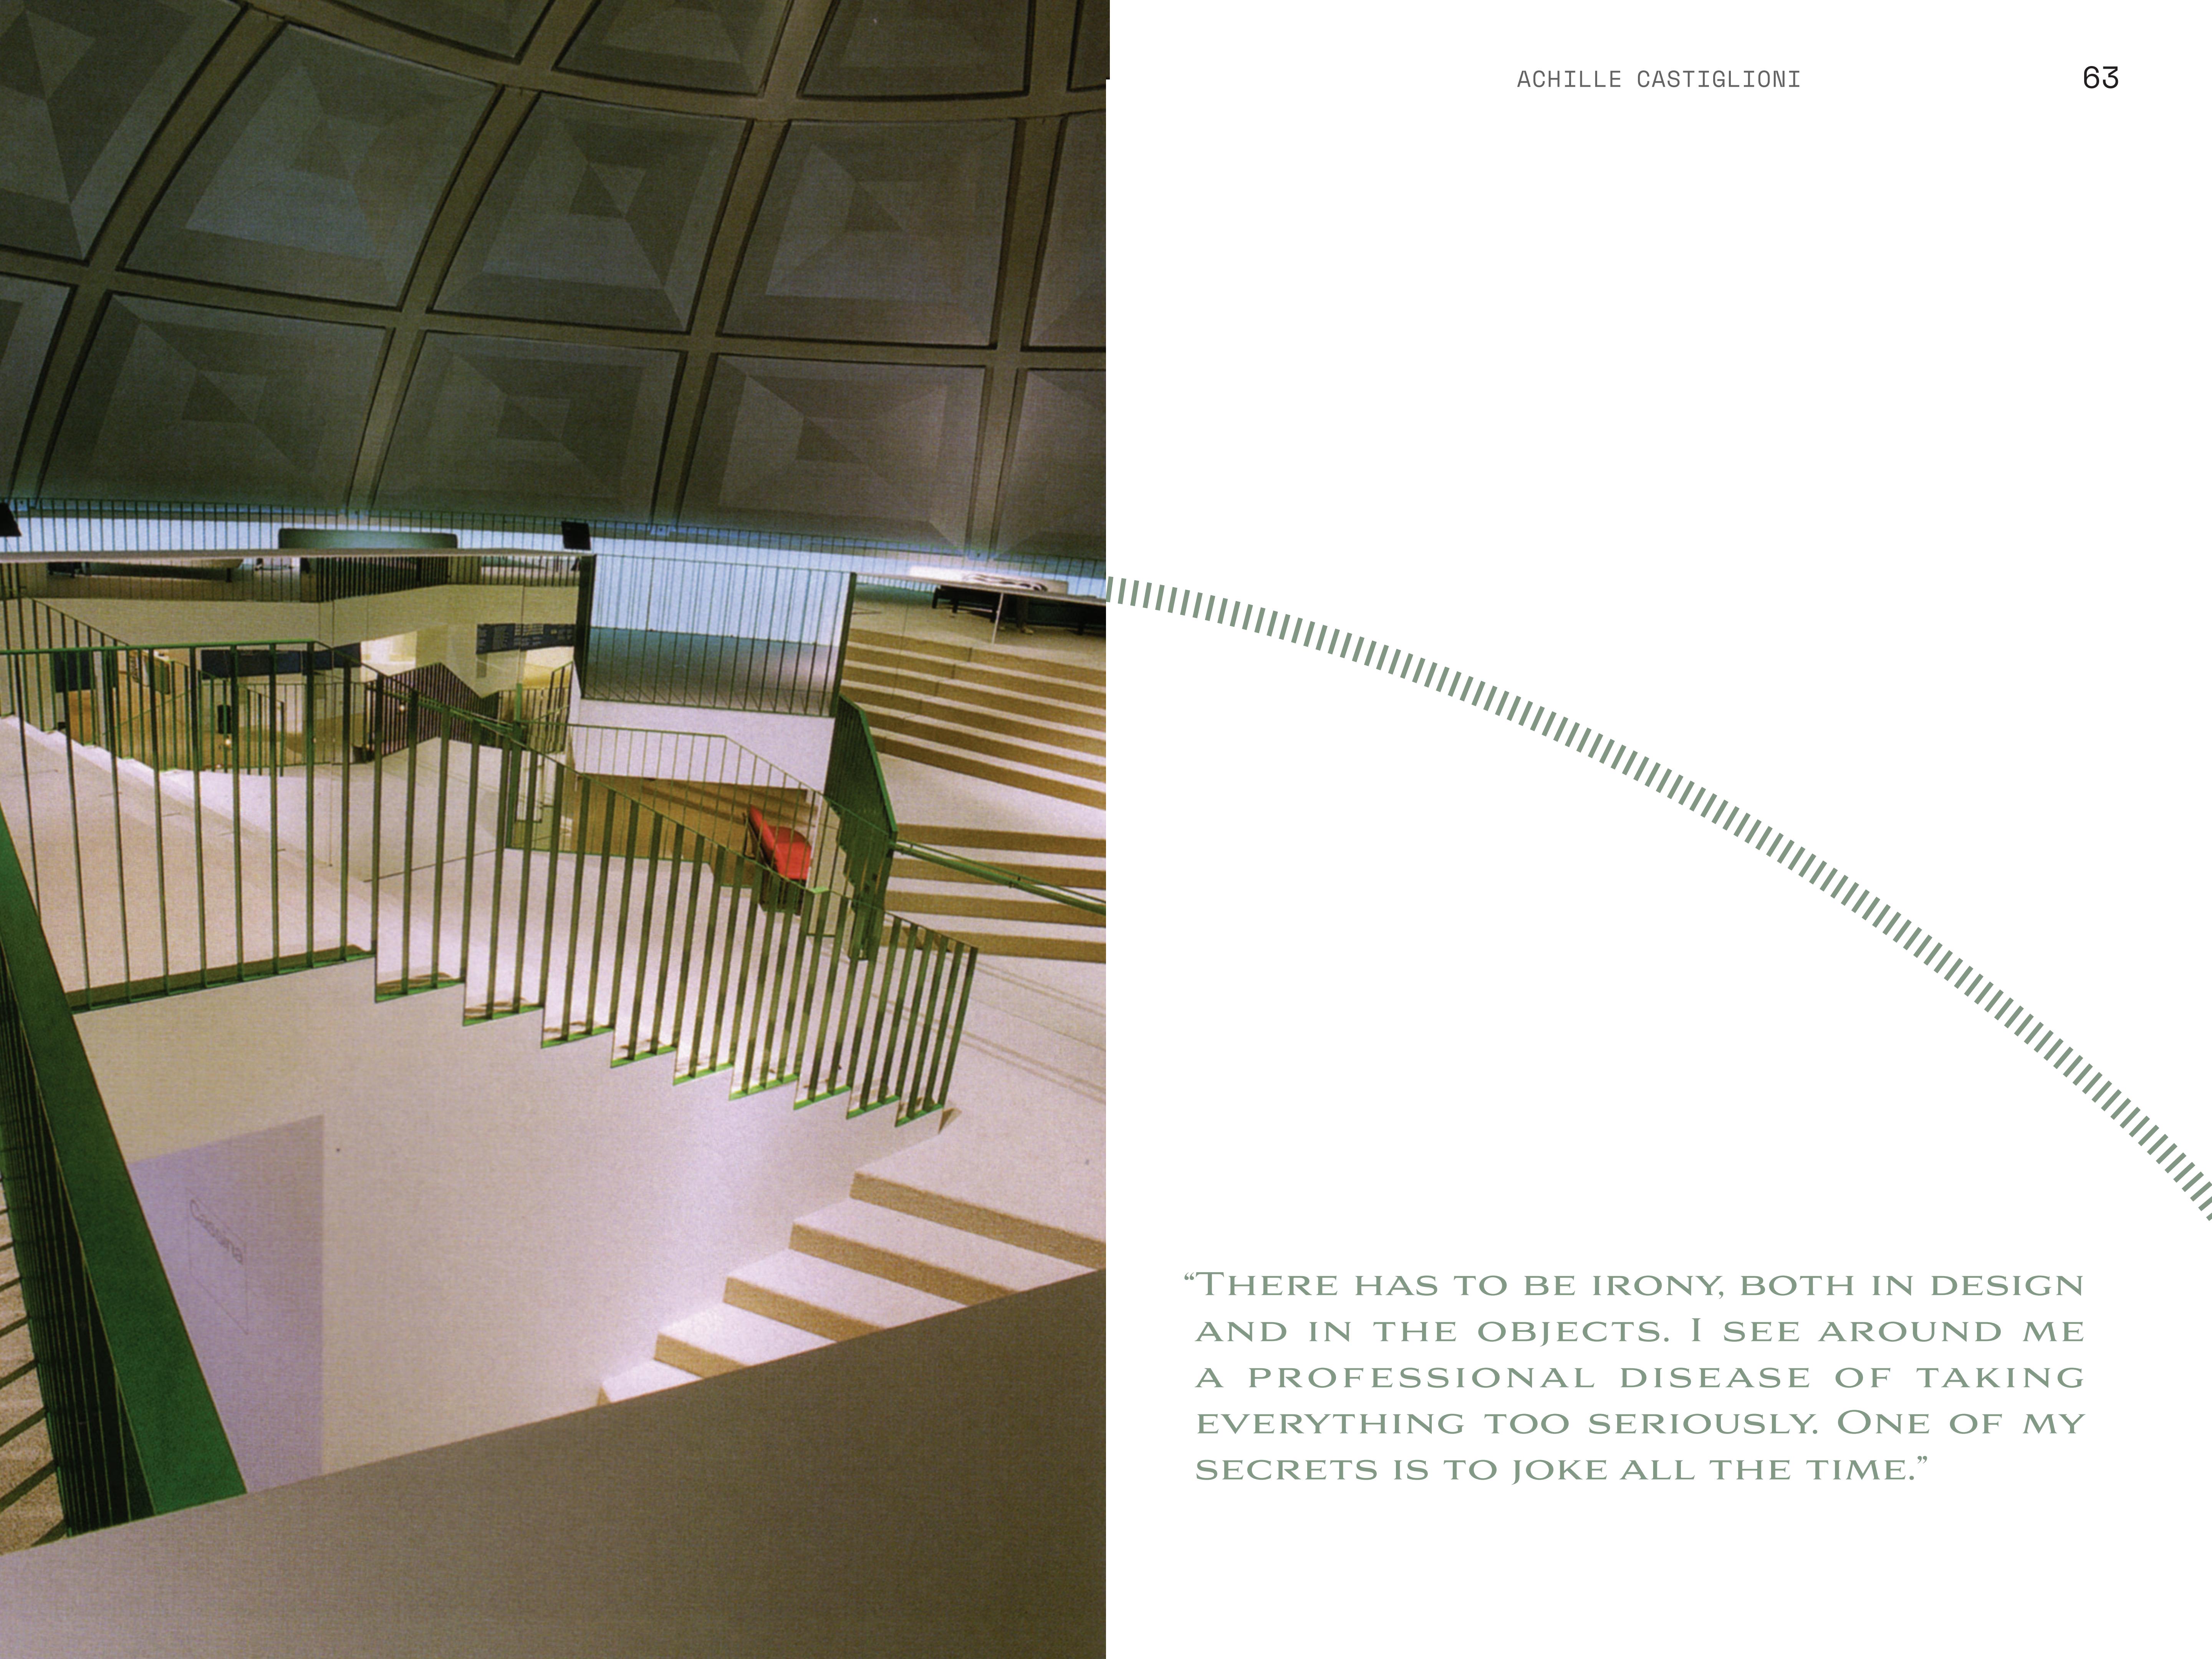 ACHILLE CASTIGLIONI
63
“There has to be irony, both in design
and in the objects. I see around me
a professional disease of taking
everything too seriously. One of my
secrets is to joke all the time.”